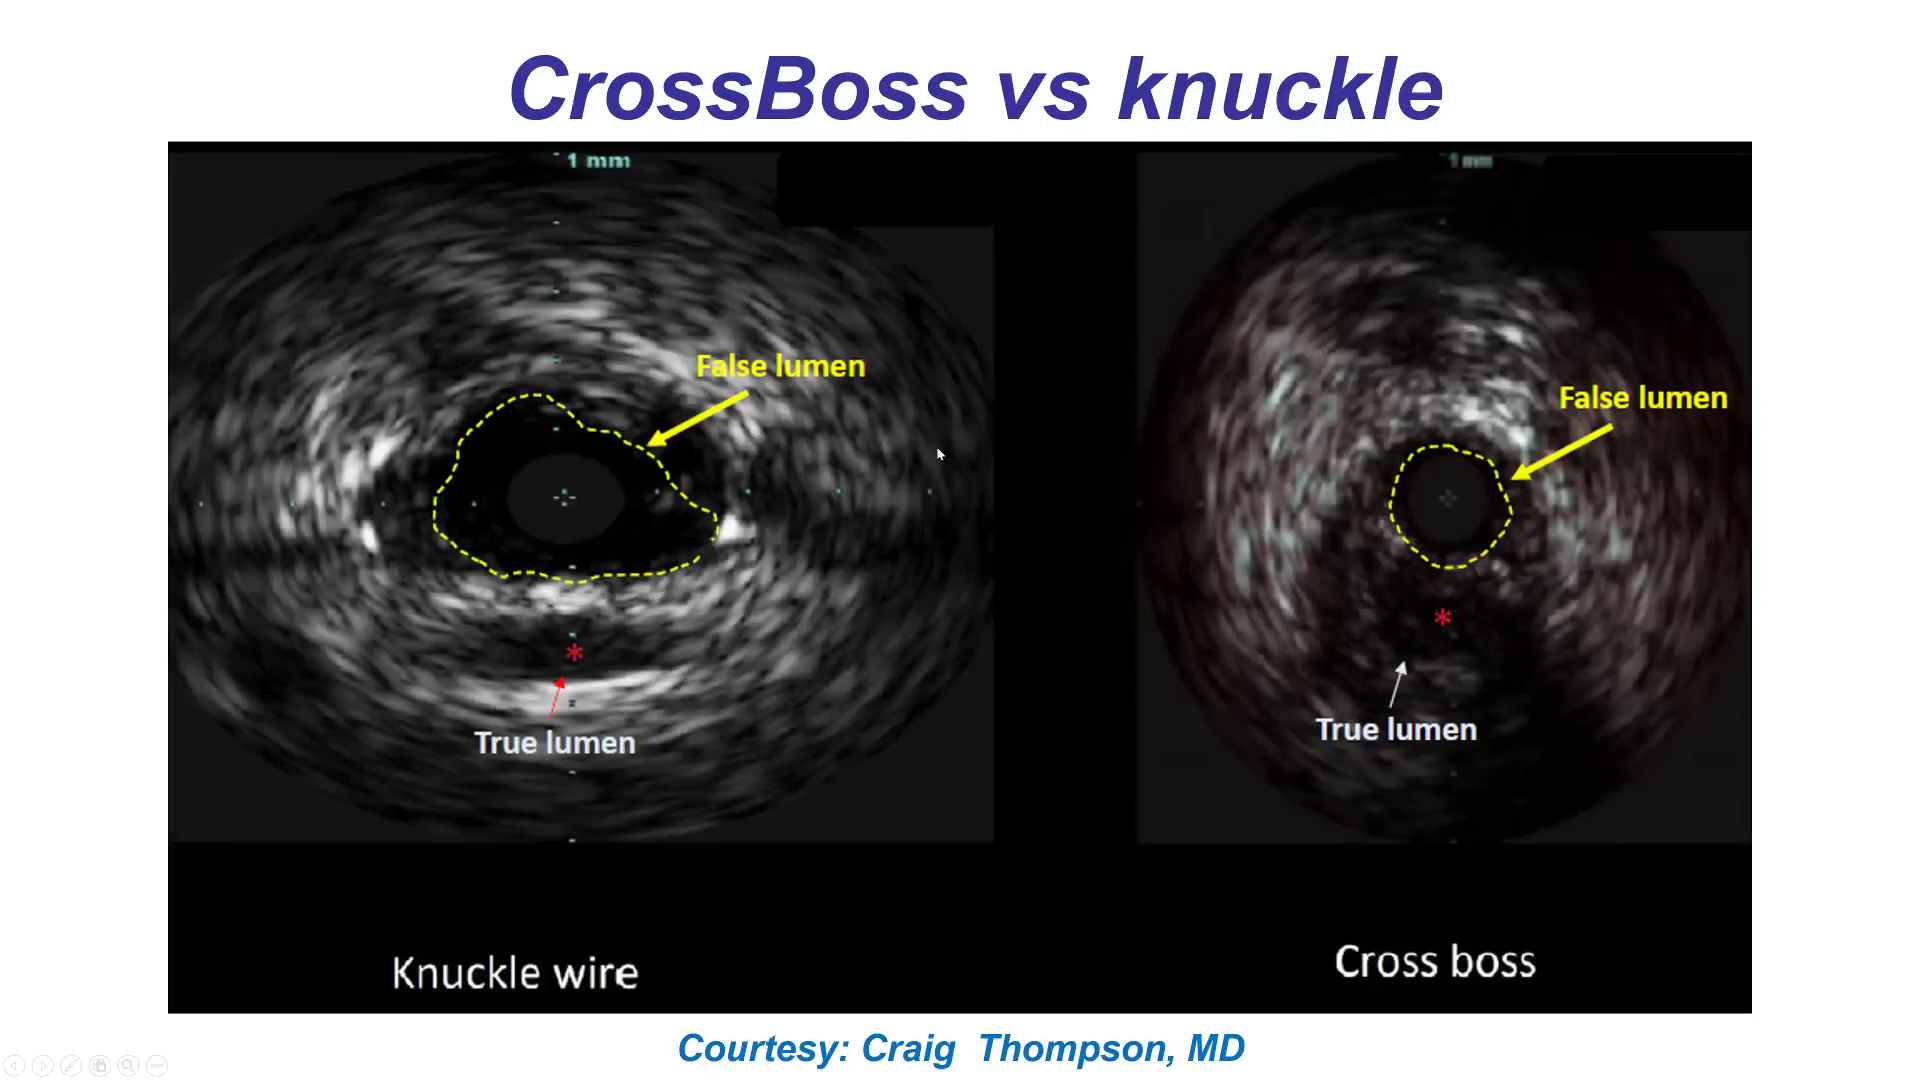 CrossBoss vs knuckle
1 mm
1 mm
False lumen
False lumen
*
*
True lumen
True lumen
Knuckle wire
Cross boss
Courtesy: Craig Thompson, MD